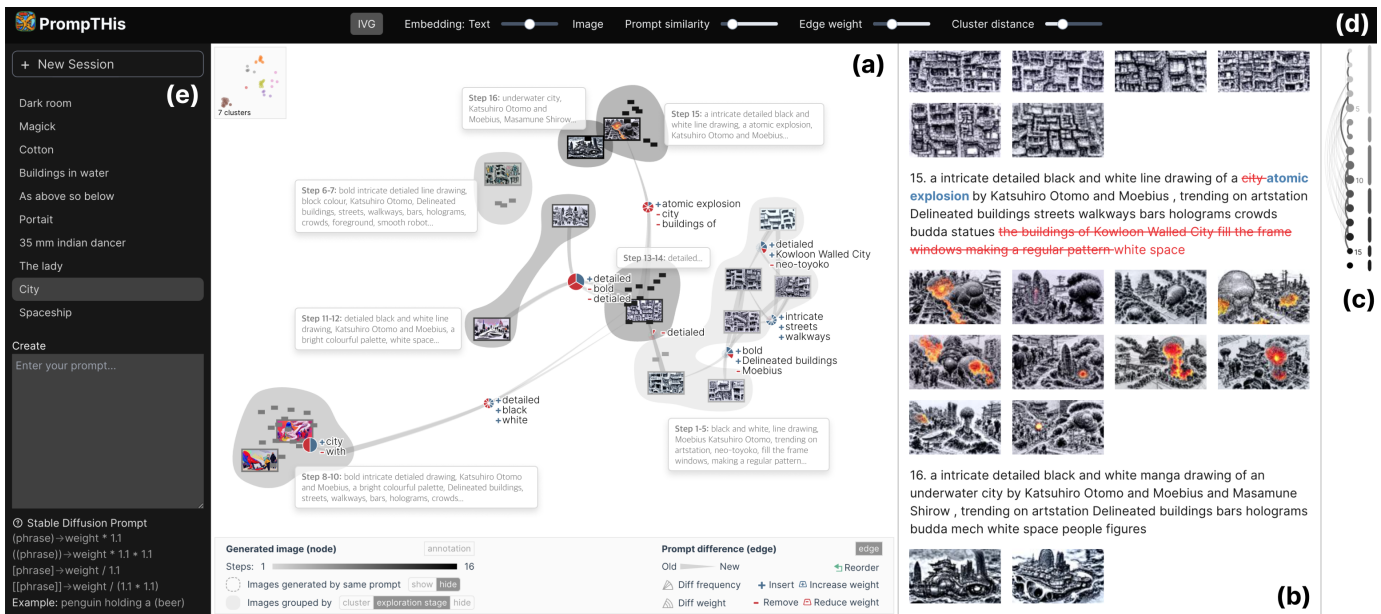 PrompTHis
IVG
Embedding: Text
Image
Prompt similarity
Edge weight
Cluster distance
(d)
+ New Session
(e)
Dark room
Magick
Cotton
Buildings in water
As above so below
Portait
35 mm indian dancer
The lady
City
Spaceship
Create
Enter your prompt...
Stable Diffusion Prompt
(phrase)→weight * 1.1
((phrase))→weight * 1.1 * 1.1
[phrase]→weight / 1.1
[[phrase]]→weight / (1.1 * 1.1)
Example: penguin holding a (beer)
7 clusters
(a)
Step 16: underwater city,
Katsuhiro Otomo and
Moebius, Masamune Shirow...
Step 15: a intricate detailed black and
white line drawing, a atomic explosion,
Katsuhiro Otomo and Moebius...
Step 6-7: bold intricate detialed line drawing,
block colour, Katsuhiro Otomo, Delineated
buildings, streets, walkways, bars, holograms,
crowds, foreground, smooth robot...
+atomic explosion
-city
-buildings of
+detialed
+Kowloon Walled City
-neo-toyoko
Step 13-14: detailed...
+detailed
-bold
-detialed
Step 11-12: detailed black and white line
drawing, Katsuhiro Otomo and Moebius, a
bright colourful palette, white space...
-detialed
+intricate
+streets
+walkways
+bold
+Delineated buildings
-Moebius
+detailed
+black
+white
+city
-with
Step 1-5: black and white, line drawing,
Moebius Katsuhiro Otomo, trending on
artstation, neo-toyoko, fill the frame
windows, making a regular pattern...
Step 8-10: bold intricate detialed drawing, Katsuhiro Otomo
and Moebius, a bright colourful palette, Delineated buildings,
streets, walkways, bars, holograms, crowds...
Generated image (node)
annotation
Steps: 1
16
Images generated by same prompt
show
hide
Images grouped by
cluster
exploration stage
hide
Prompt difference (edge)
edge
Old
New
Reorder
Diff frequency
+ Insert
Increase weight
Diff weight
- Remove
Reduce weight
15. a intricate detailed black and white line drawing of a city atomic
explosion by Katsuhiro Otomo and Moebius , trending on artstation
Delineated buildings streets walkways bars holograms crowds
budda statues the buildings of Kowloon Walled City fill the frame
windows making a regular pattern white space
16. a intricate detailed black and white manga drawing of an
underwater city by Katsuhiro Otomo and Moebius and Masamune
Shirow , trending on artstation Delineated buildings bars holograms
budda mech white space people figures
(b)
5
10
15
(c)